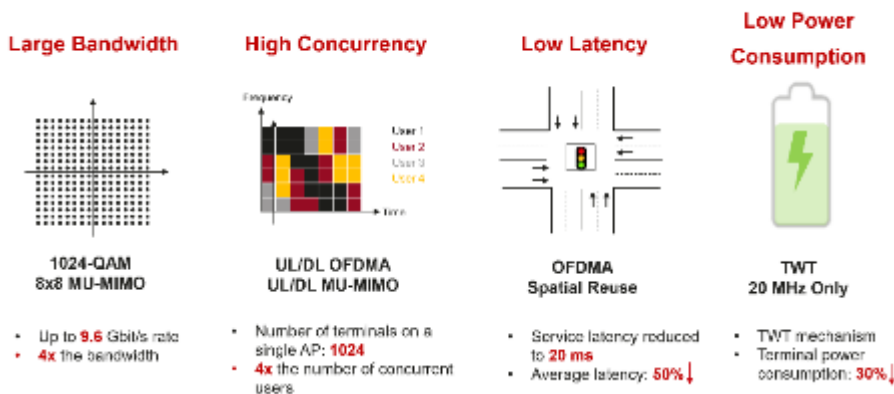 Large Bandwidth
1024-QAM
8x8 MU-MIMO
• Up to 9.6 Gbit/s rate
• 4x the bandwidth
High Concurrency
Frequency
User 1
User 2
User 3
User 4
Time
UL/DL OFDMA
UL/DL MU-MIMO
• Number of terminals on a
single AP: 1024
• 4x the number of concurrent
users
Low Latency
OFDMA
Spatial Reuse
• Service latency reduced
to 20 ms
• Average latency: 50%↓
Low Power
Consumption
TWT
20 MHz Only
• TWT mechanism
• Terminal power
consumption: 30%↓